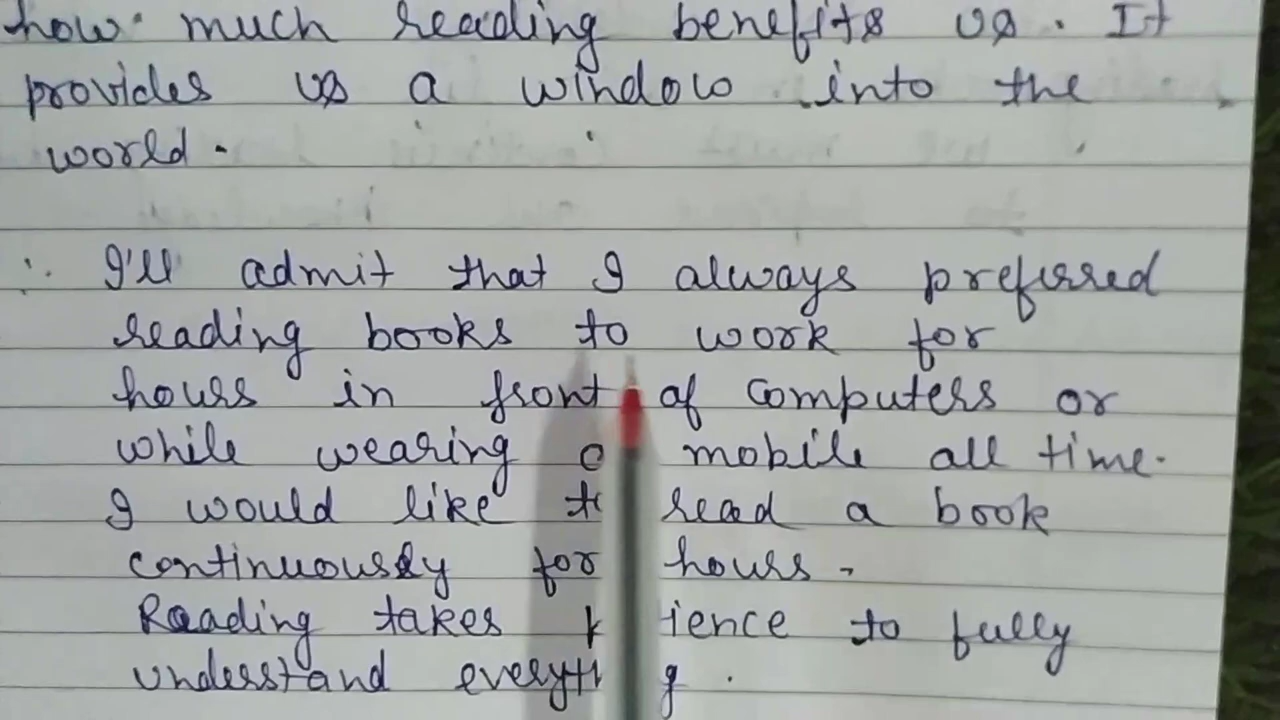 how much reading benefits us. It
provides us a window into the
world.
∴ I'll admit that I always preferred
reading books to work for
hours in front of computers or
while wearing mobile all time.
I would like read a book
continuously for hours.
Reading takes to fully
understand